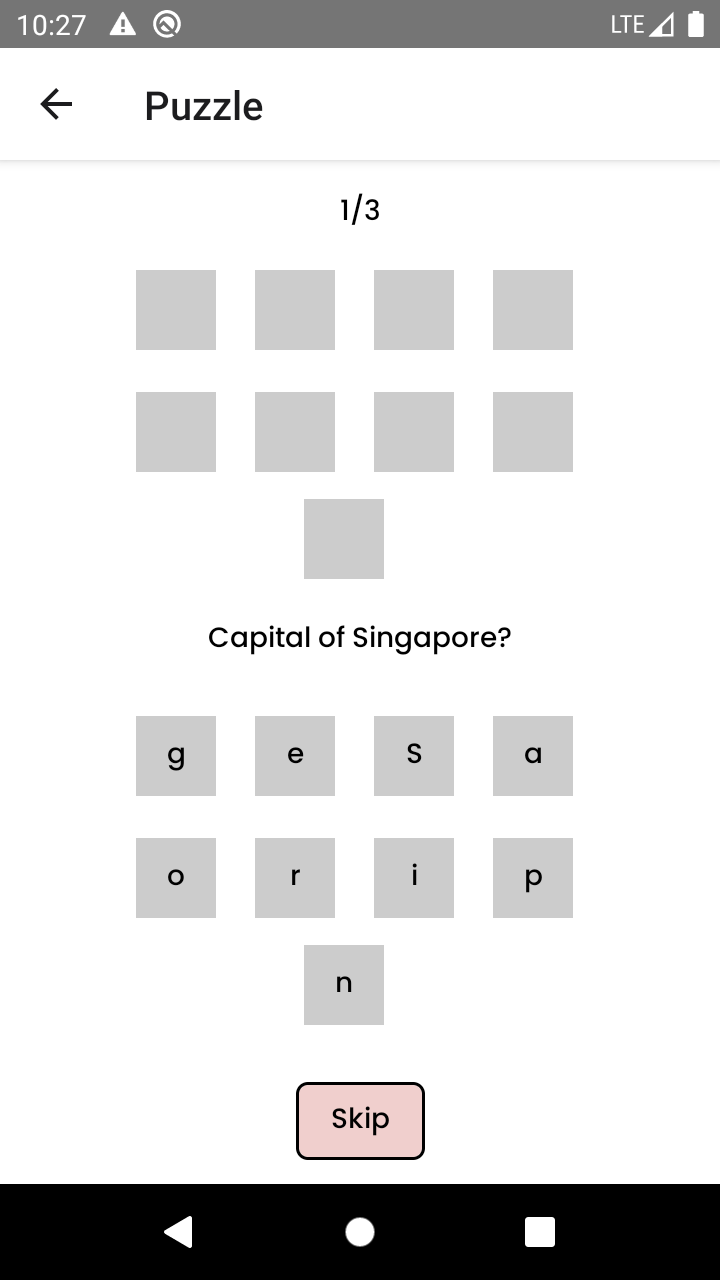 10:27 LTE
Puzzle
1/3
Capital of Singapore?
g e S a
o r i p
n
Skip